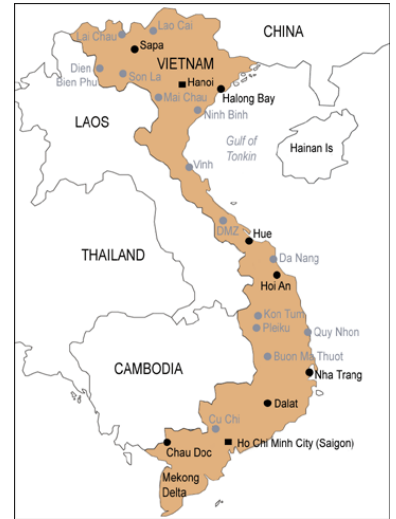 Lao Cai
CHINA
Lai Chau
Sapa
VIETNAM
Dien
Bien Phu
Son La
Hanoi
Halong Bay
Mai Chau
Ninh Binh
LAOS
Gulf of
Tonkin
Hainan Is
Vinh
DMZ
Hue
THAILAND
Da Nang
Hoi An
Kon Tum
Pleiku
Quy Nhon
Buon Ma Thuot
CAMBODIA
Nha Trang
Dalat
Cu Chi
Ho Chi Minh City (Saigon)
Chau Doc
Mekong
Delta